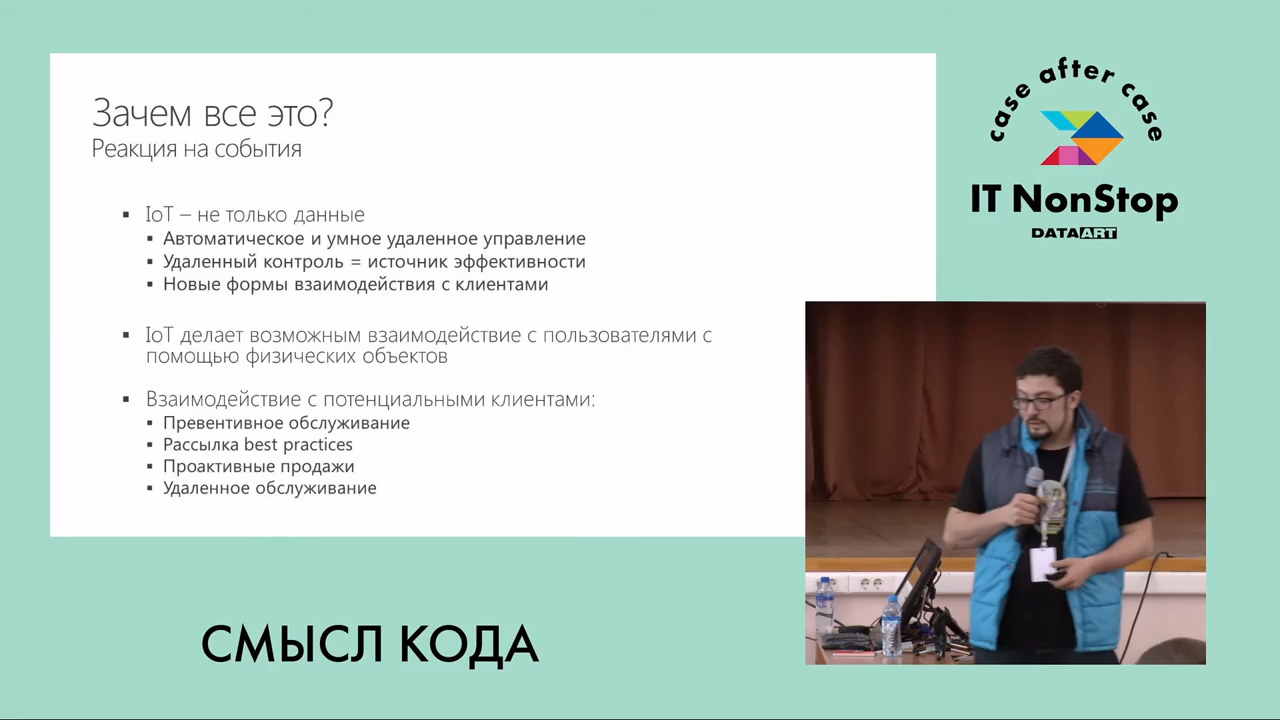 Зачем все это?
Реакция на события
▪ IoT – не только данные
▪ Автоматическое и умное удаленное управление
▪ Удаленный контроль = источник эффективности
▪ Новые формы взаимодействия с клиентами
▪ IoT делает возможным взаимодействие с пользователями с
помощью физических объектов
▪ Взаимодействие с потенциальными клиентами:
▪ Превентивное обслуживание
▪ Рассылка best practices
▪ Проактивные продажи
▪ Удаленное обслуживание
case after case
IT NonStop
DATAART
СМЫСЛ КОДА